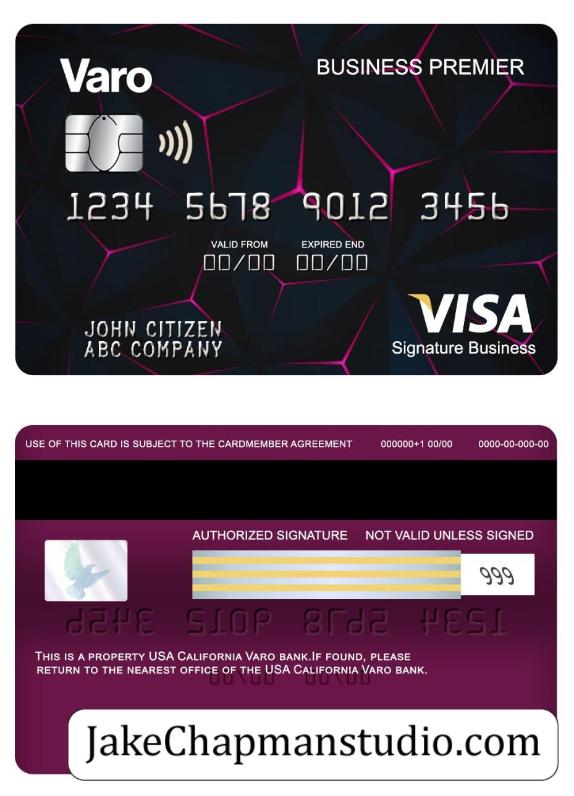 Varo
BUSINESS PREMIER
1234 5678 9012 3456
VALID FROM EXPIRED END
00/00 00/00
VISA
JOHN CITIZEN
ABC COMPANY
Signature Business
USE OF THIS CARD IS SUBJECT TO THE CARDMEMBER AGREEMENT 000000+1 00/00 0000-00-000-00
AUTHORIZED SIGNATURE NOT VALID UNLESS SIGNED
999
THIS IS A PROPERTY USA CALIFORNIA VARO BANK.IF FOUND, PLEASE
RETURN TO THE NEAREST OFFICE OF THE USA CALIFORNIA VARO BANK.
JakeChapmanstudio.com